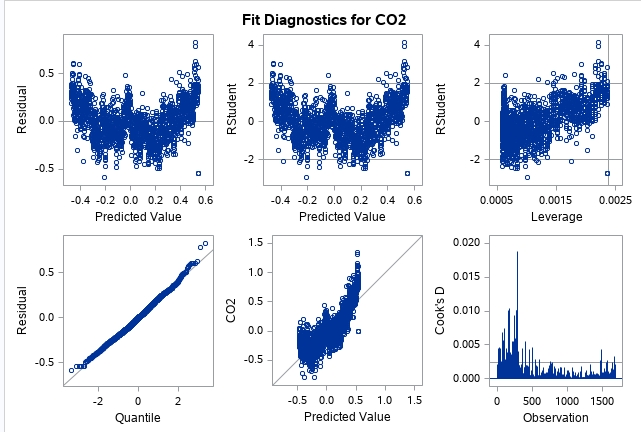 Fit Diagnostics for CO2
Residual
0.5
0.0
-0.5
-0.4 -0.2 -0.0 0.2 0.4 0.6
Predicted Value
RStudent
4
2
0
-2
-0.4 -0.2 -0.0 0.2 0.4 0.6
Predicted Value
RStudent
4
2
0
-2
0.0005 0.0015 0.0025
Leverage
Residual
0.5
0.0
-0.5
-2 0 2
Quantile
CO2
1.5
1.0
0.5
0.0
-0.5
-0.5 0.0 0.5 1.0 1.5
Predicted Value
Cook's D
0.020
0.015
0.010
0.005
0.000
0 500 1000 1500
Observation